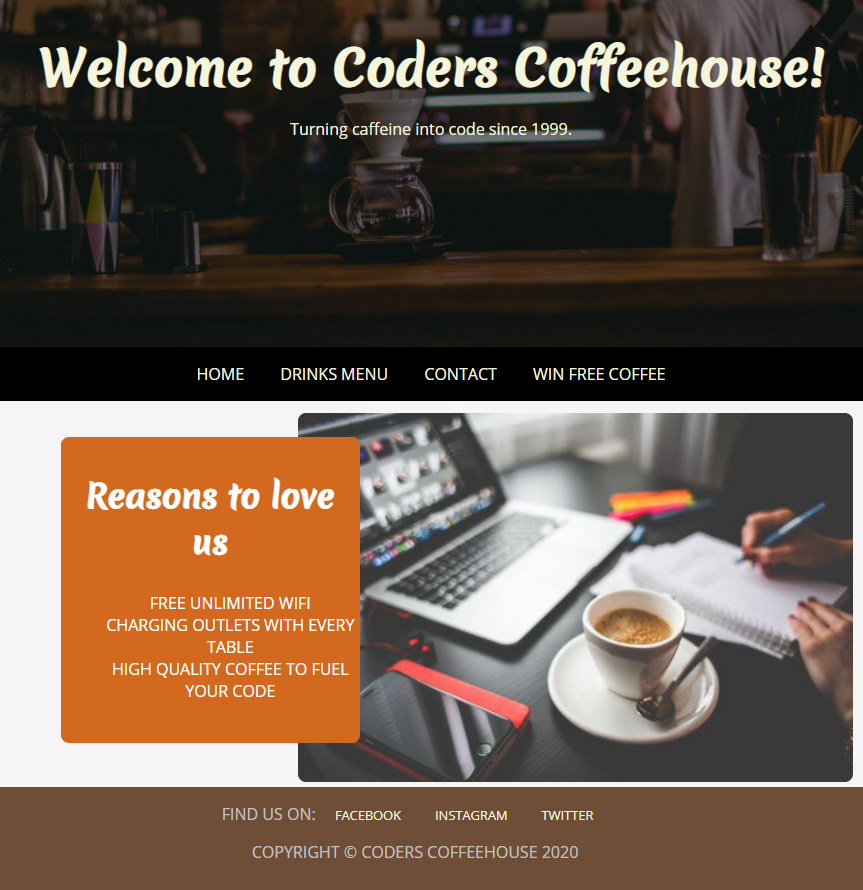 Welcome to Coders Coffeehouse!
Turning caffeine into code since 1999.
HOME DRINKS MENU CONTACT WIN FREE COFFEE
Reasons to love
us
FREE UNLIMITED WIFI
CHARGING OUTLETS WITH EVERY
TABLE
HIGH QUALITY COFFEE TO FUEL
YOUR CODE
FIND US ON: FACEBOOK INSTAGRAM TWITTER
COPYRIGHT © CODERS COFFEEHOUSE 2020